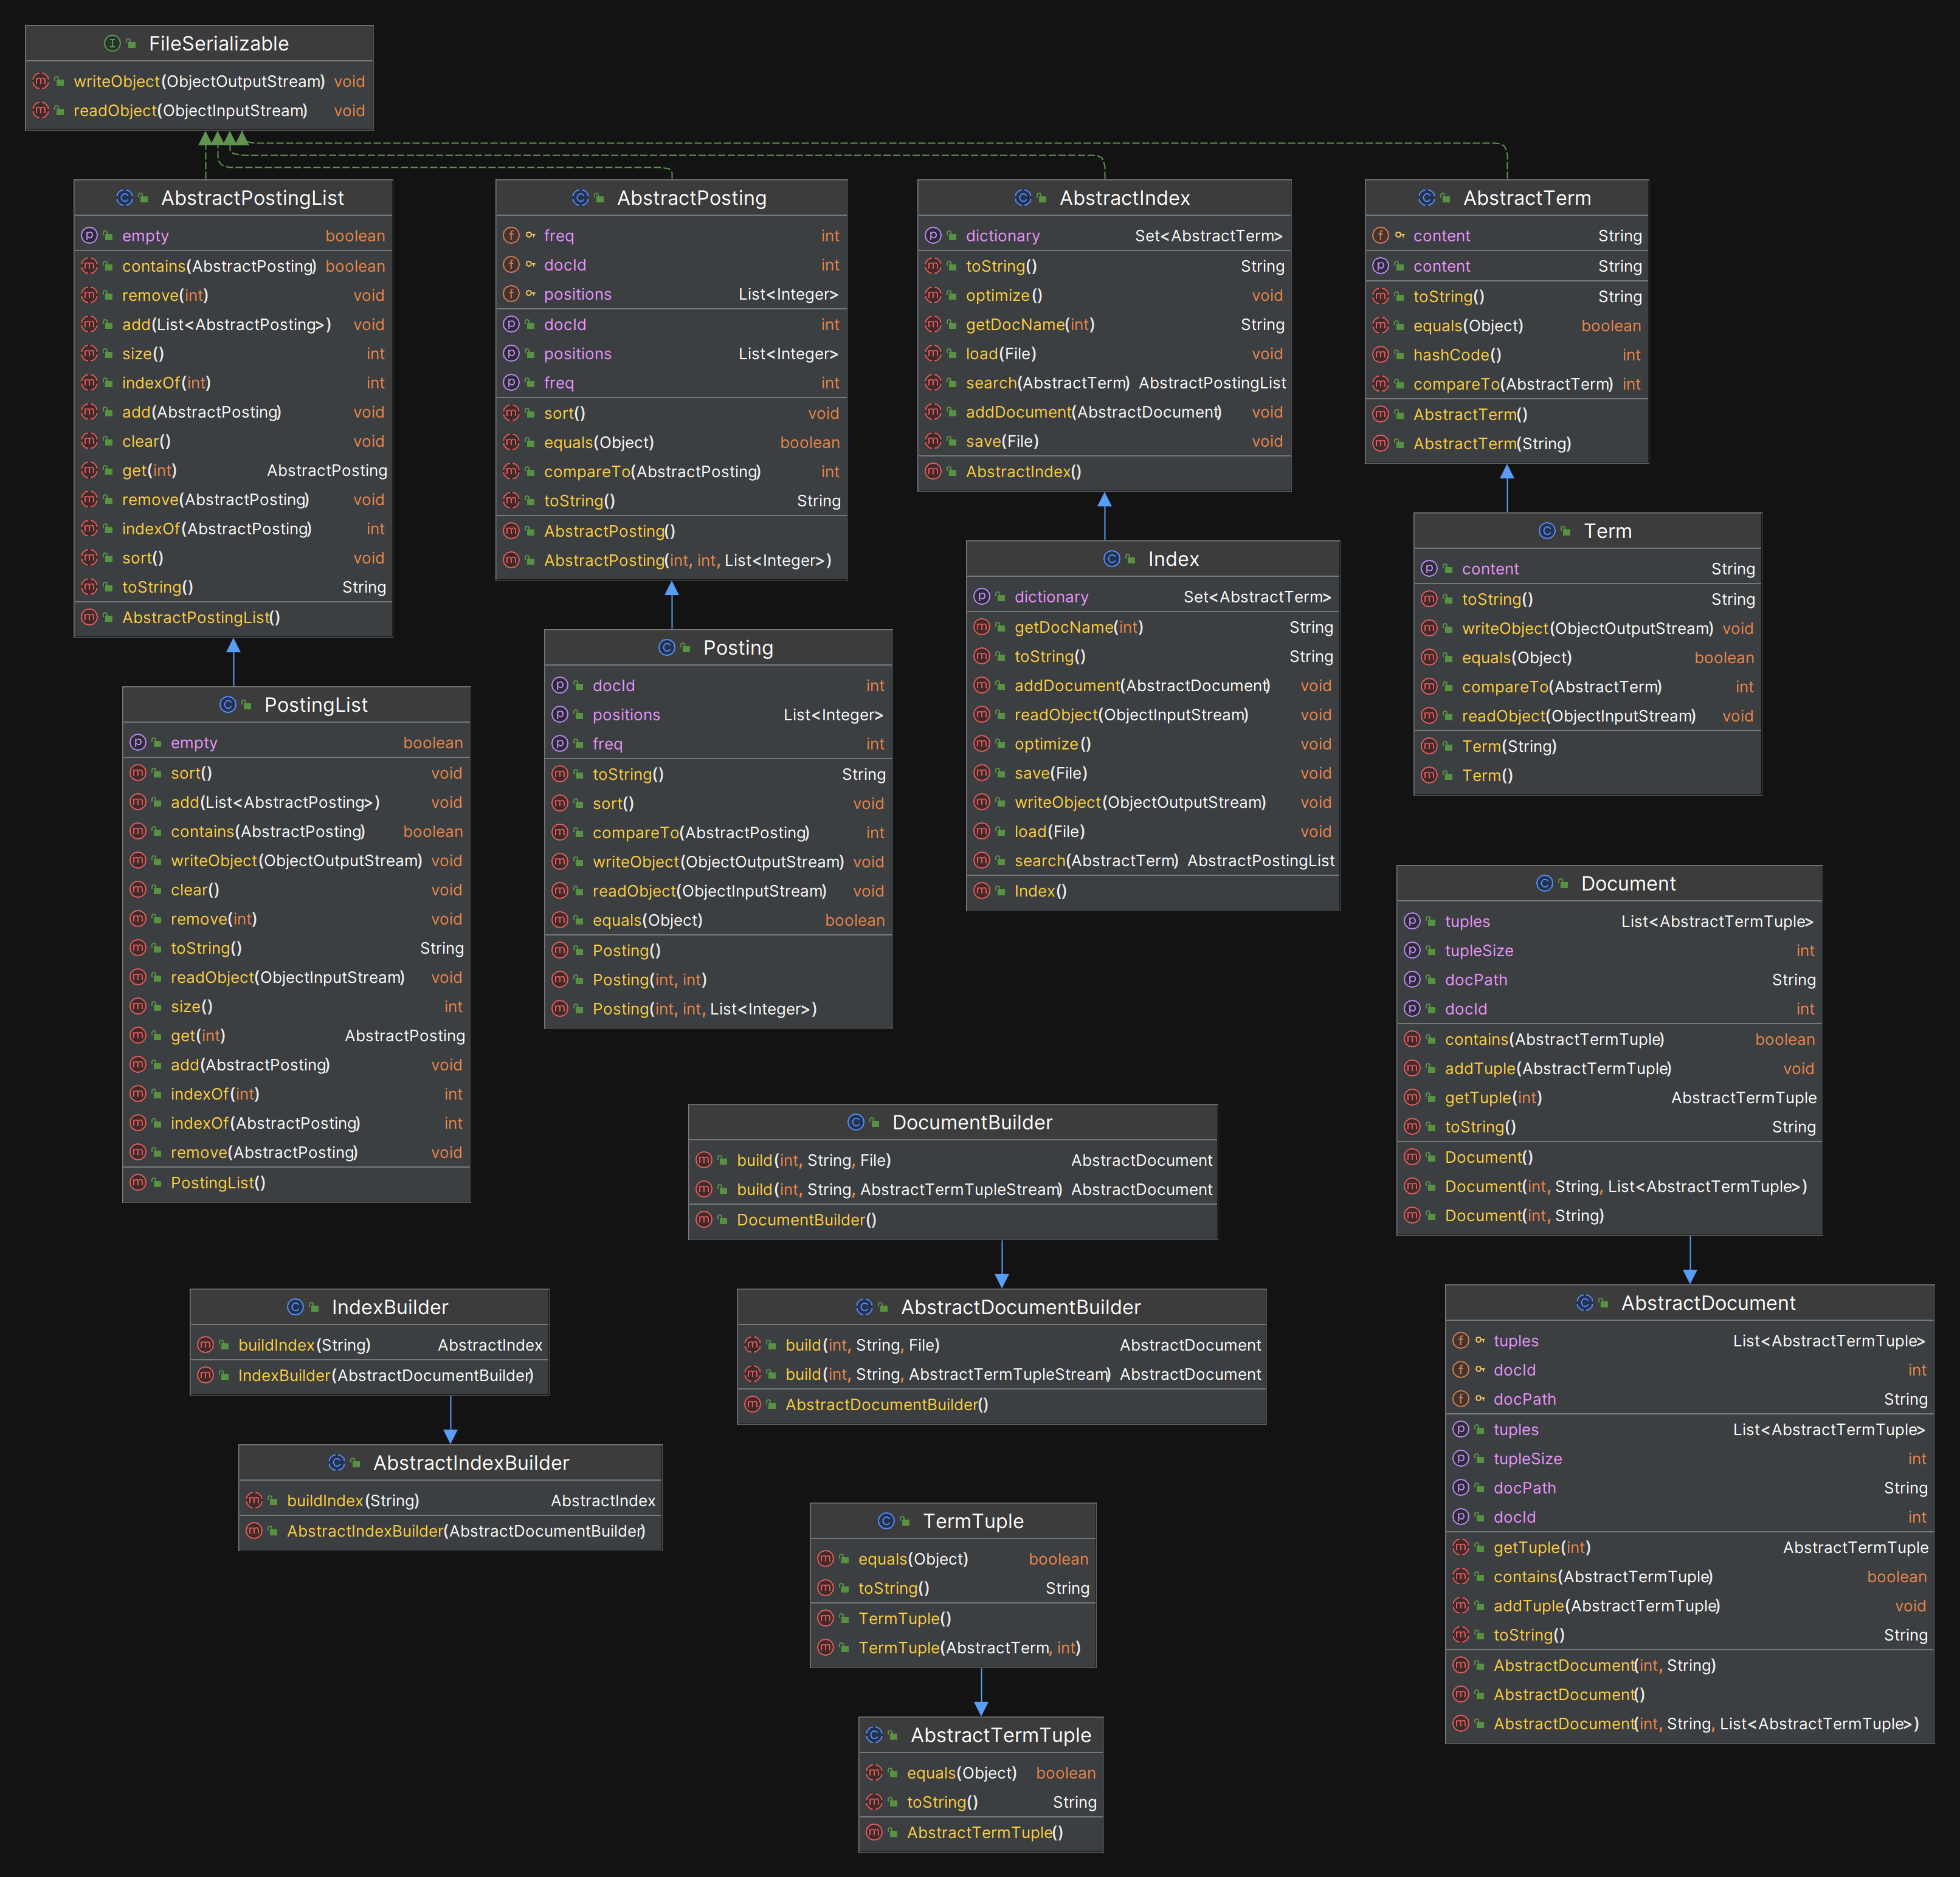 FileSerializable
writeObject(ObjectOutputStream) void
readObject(ObjectInputStream) void
AbstractPostingList
empty boolean
contains(AbstractPosting) boolean
remove(int) void
add(List<AbstractPosting>) void
size() int
indexOf(int) int
add(AbstractPosting) void
clear() void
get(int) AbstractPosting
remove(AbstractPosting) void
indexOf(AbstractPosting) int
sort() void
toString() String
AbstractPostingList()
AbstractPosting
freq int
docId int
positions List<Integer>
docId int
positions List<Integer>
freq int
sort() void
equals(Object) boolean
compareTo(AbstractPosting) int
toString() String
AbstractPosting()
AbstractPosting(int, int, List<Integer>)
AbstractIndex
dictionary Set<AbstractTerm>
toString() String
optimize() void
getDocName(int) String
load(File) void
search(AbstractTerm) AbstractPostingList
addDocument(AbstractDocument) void
save(File) void
AbstractIndex()
AbstractTerm
content String
content String
toString() String
equals(Object) boolean
hashCode() int
compareTo(AbstractTerm) int
AbstractTerm()
AbstractTerm(String)
PostingList
empty boolean
sort() void
add(List<AbstractPosting>) void
contains(AbstractPosting) boolean
writeObject(ObjectOutputStream) void
clear() void
remove(int) void
toString() String
readObject(ObjectInputStream) void
size() int
get(int) AbstractPosting
add(AbstractPosting) void
indexOf(int) int
indexOf(AbstractPosting) int
remove(AbstractPosting) void
PostingList()
Posting
docId int
positions List<Integer>
freq int
toString() String
sort() void
compareTo(AbstractPosting) int
writeObject(ObjectOutputStream) void
readObject(ObjectInputStream) void
equals(Object) boolean
Posting()
Posting(int, int)
Posting(int, int, List<Integer>)
Index
dictionary Set<AbstractTerm>
getDocName(int) String
toString() String
addDocument(AbstractDocument) void
readObject(ObjectInputStream) void
optimize() void
save(File) void
writeObject(ObjectOutputStream) void
load(File) void
search(AbstractTerm) AbstractPostingList
Index()
Term
content String
toString() String
writeObject(ObjectOutputStream) void
equals(Object) boolean
compareTo(AbstractTerm) int
readObject(ObjectInputStream) void
Term(String)
Term()
Document
tuples List<AbstractTermTuple>
tupleSize int
docPath String
docId int
contains(AbstractTermTuple) boolean
addTuple(AbstractTermTuple) void
getTuple(int) AbstractTermTuple
toString() String
Document()
Document(int, String, List<AbstractTermTuple>)
Document(int, String)
DocumentBuilder
build(int, String, File) AbstractDocument
build(int, String, AbstractTermTupleStream) AbstractDocument
DocumentBuilder()
IndexBuilder
buildIndex(String) AbstractIndex
IndexBuilder(AbstractDocumentBuilder)
AbstractDocumentBuilder
build(int, String, File) AbstractDocument
build(int, String, AbstractTermTupleStream) AbstractDocument
AbstractDocumentBuilder()
AbstractDocument
tuples List<AbstractTermTuple>
docId int
docPath String
tuples List<AbstractTermTuple>
tupleSize int
docPath String
docId int
getTuple(int) AbstractTermTuple
contains(AbstractTermTuple) boolean
addTuple(AbstractTermTuple) void
toString() String
AbstractDocument(int, String)
AbstractDocument()
AbstractDocument(int, String, List<AbstractTermTuple>)
AbstractIndexBuilder
buildIndex(String) AbstractIndex
AbstractIndexBuilder(AbstractDocumentBuilder)
TermTuple
equals(Object) boolean
toString() String
TermTuple()
TermTuple(AbstractTerm, int)
AbstractTermTuple
equals(Object) boolean
toString() String
AbstractTermTuple()